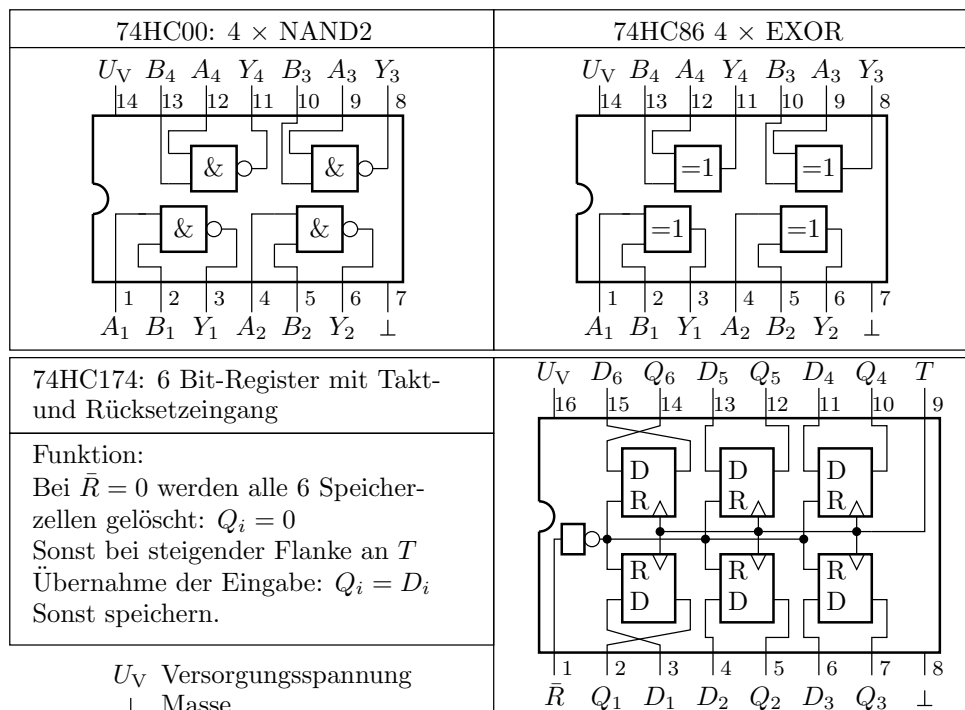 74HC00: 4 × NAND2
U_V B_4 A_4 Y_4 B_3 A_3 Y_3
14 13 12 11 10 9 8
& &
& &
1 2 3 4 5 6 7
A_1 B_1 Y_1 A_2 B_2 Y_2 ⊥
74HC86 4 × EXOR
U_V B_4 A_4 Y_4 B_3 A_3 Y_3
14 13 12 11 10 9 8
=1 =1
=1 =1
1 2 3 4 5 6 7
A_1 B_1 Y_1 A_2 B_2 Y_2 ⊥
74HC174: 6 Bit-Register mit Takt-
und Rücksetzeingang
Funktion:
Bei R̄ = 0 werden alle 6 Speicher-
zellen gelöscht: Q_i = 0
Sonst bei steigender Flanke an T
Übernahme der Eingabe: Q_i = D_i
Sonst speichern.
U_V Versorgungsspannung
⊥ Masse
U_V D_6 Q_6 D_5 Q_5 D_4 Q_4 T
16 15 14 13 12 11 10 9
D D D
R R R
R R R
D D D
1 2 3 4 5 6 7 8
R̄ Q_1 D_1 D_2 Q_2 D_3 Q_3 ⊥